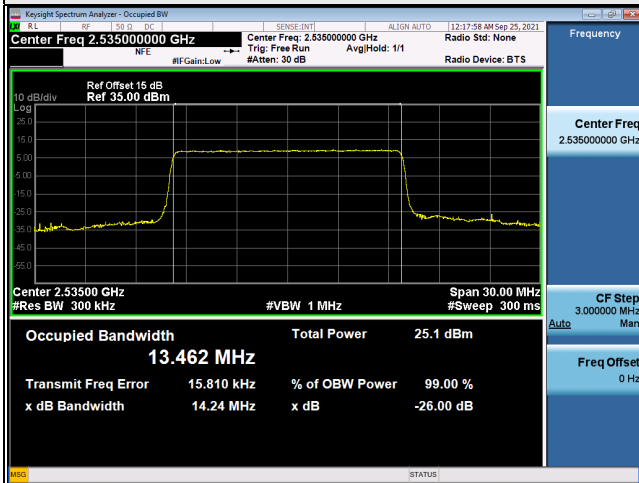 Keysight Spectrum Analyzer - Occupied BW
RL RF 50 Ω DC SENSE:INT ALIGN AUTO 12:17:58 AM Sep 25, 2021
Center Freq 2.535000000 GHz Center Freq: 2.535000000 GHz Radio Std: None
NFE Trig: Free Run Avg|Hold: 1/1
#IFGain:Low #Atten: 30 dB Radio Device: BTS
Frequency
Ref Offset 15 dB
10 dB/div Ref 35.00 dBm
Log
25.0
15.0
5.00
-5.00
-15.0
-25.0
-35.0
-45.0
-55.0
Center 2.53500 GHz Span 30.00 MHz
#Res BW 300 kHz #VBW 1 MHz #Sweep 300 ms
Occupied Bandwidth Total Power 25.1 dBm
13.462 MHz
Transmit Freq Error 15.810 kHz % of OBW Power 99.00 %
x dB Bandwidth 14.24 MHz x dB -26.00 dB
Center Freq
2.535000000 GHz
CF Step
3.000000 MHz
Auto Man
Freq Offset
0 Hz
MSG STATUS